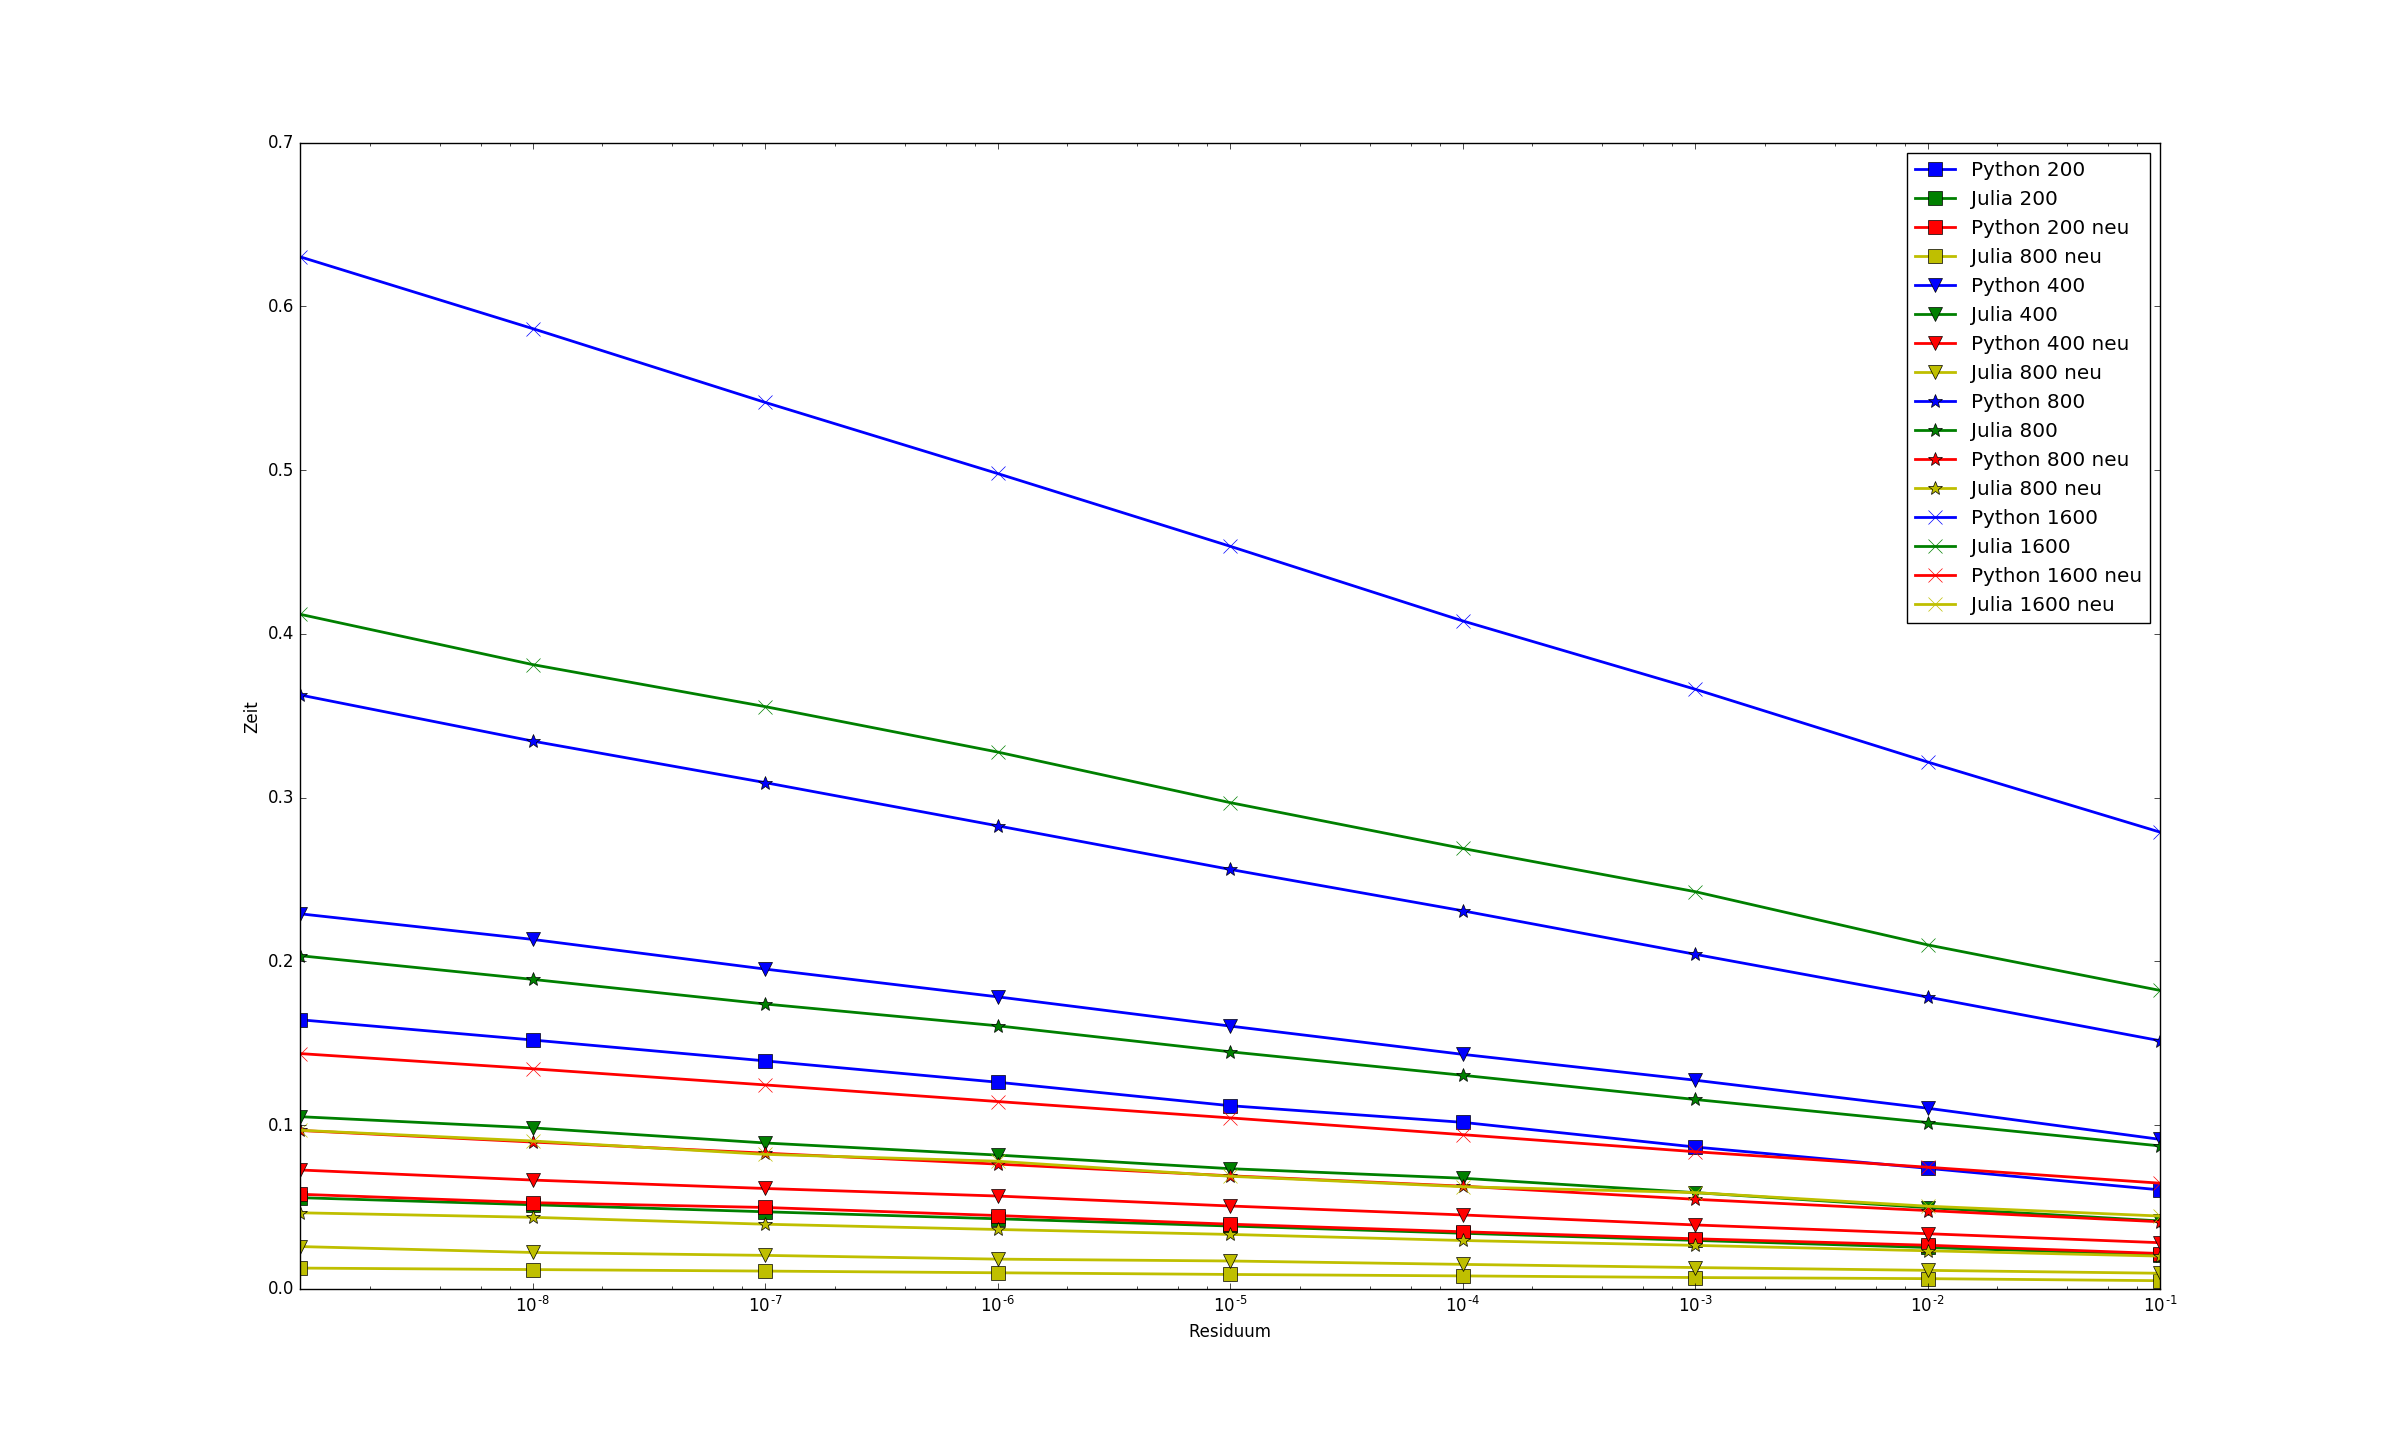 0.7
0.6
0.5
0.4
0.3
0.2
0.1
0.0
Zeit
Python 200
Julia 200
Python 200 neu
Julia 800 neu
Python 400
Julia 400
Python 400 neu
Julia 800 neu
Python 800
Julia 800
Python 800 neu
Julia 800 neu
Python 1600
Julia 1600
Python 1600 neu
Julia 1600 neu
10⁻⁸ 10⁻⁷ 10⁻⁶ 10⁻⁵ 10⁻⁴ 10⁻³ 10⁻² 10⁻¹
Residuum